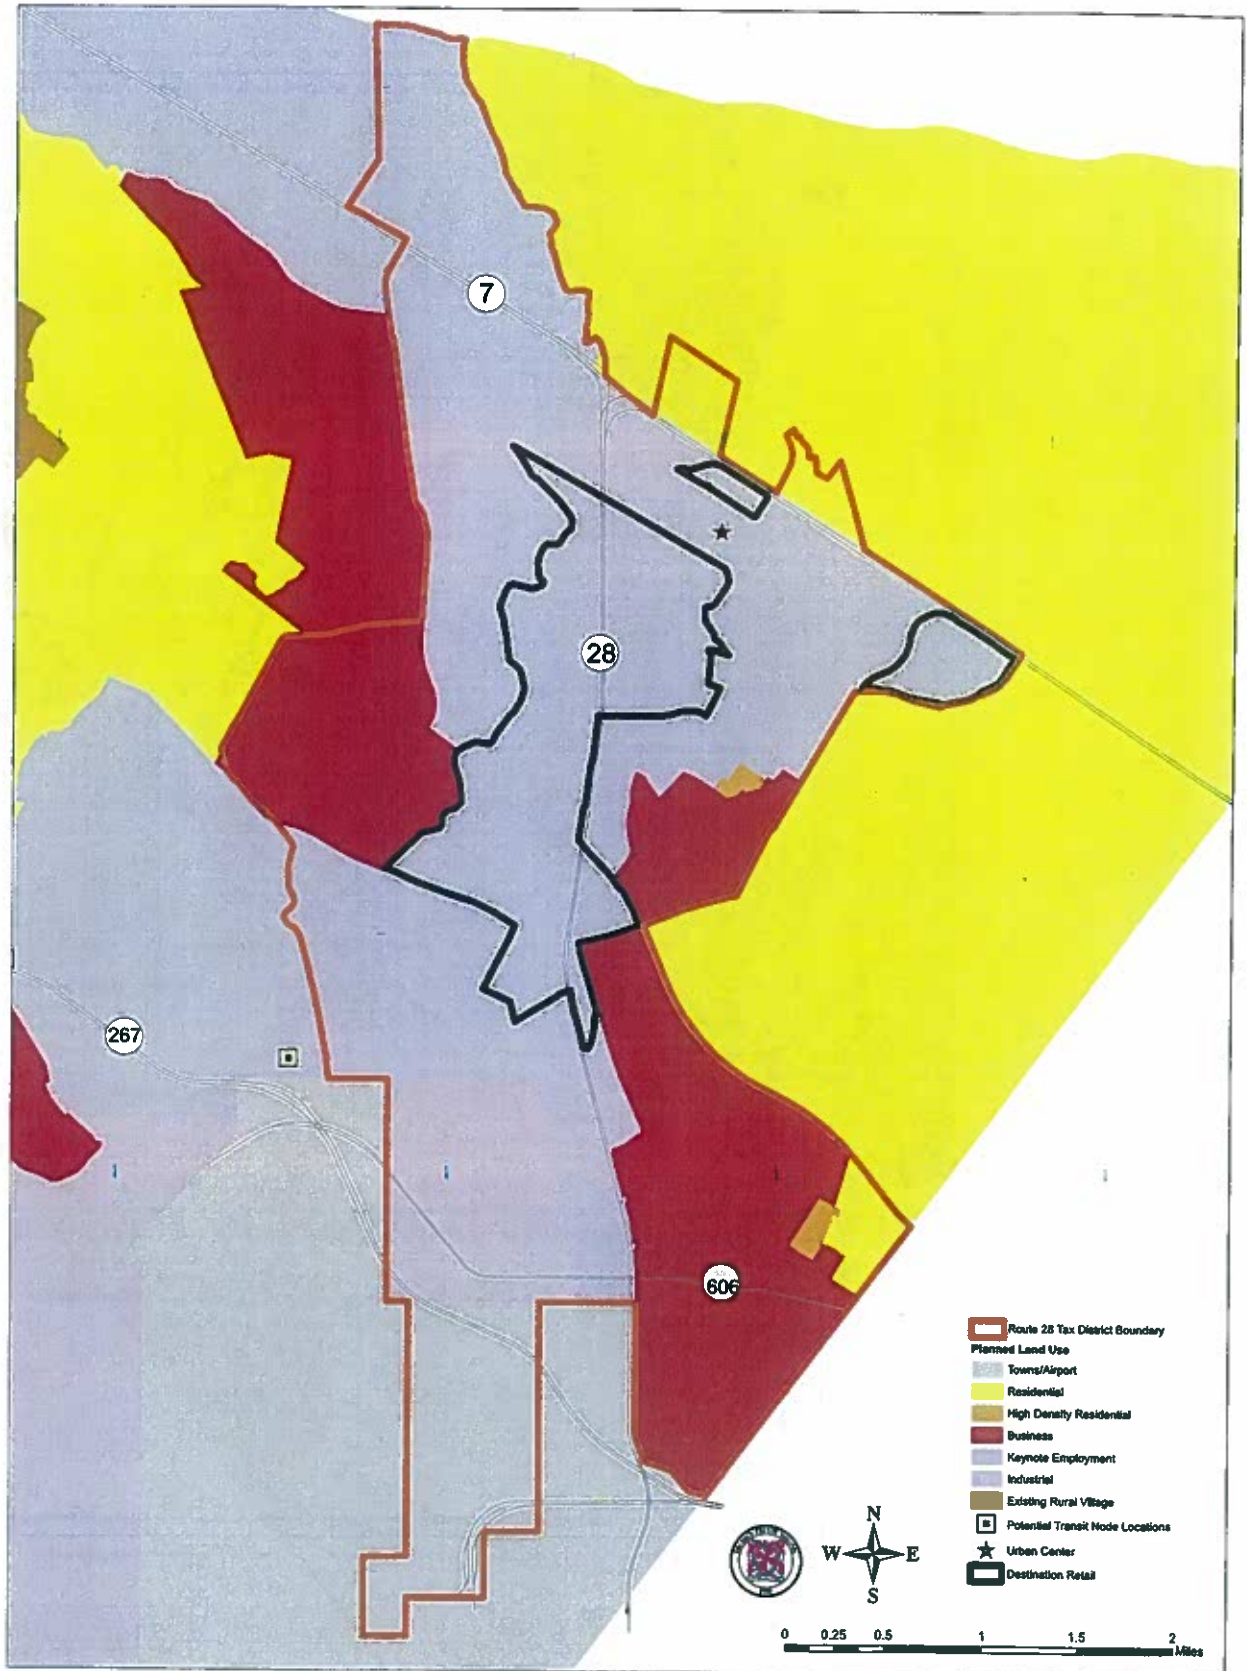 7
28
267
606
Route 28 Tax District Boundary
Planned Land Use
Towns/Airport
Residential
High Density Residential
Business
Keynote Employment
Industrial
Existing Rural Village
Potential Transit Node Locations
Urban Center
Destination Retail
N
W E
S
0 0.25 0.5 1 1.5 2
Miles